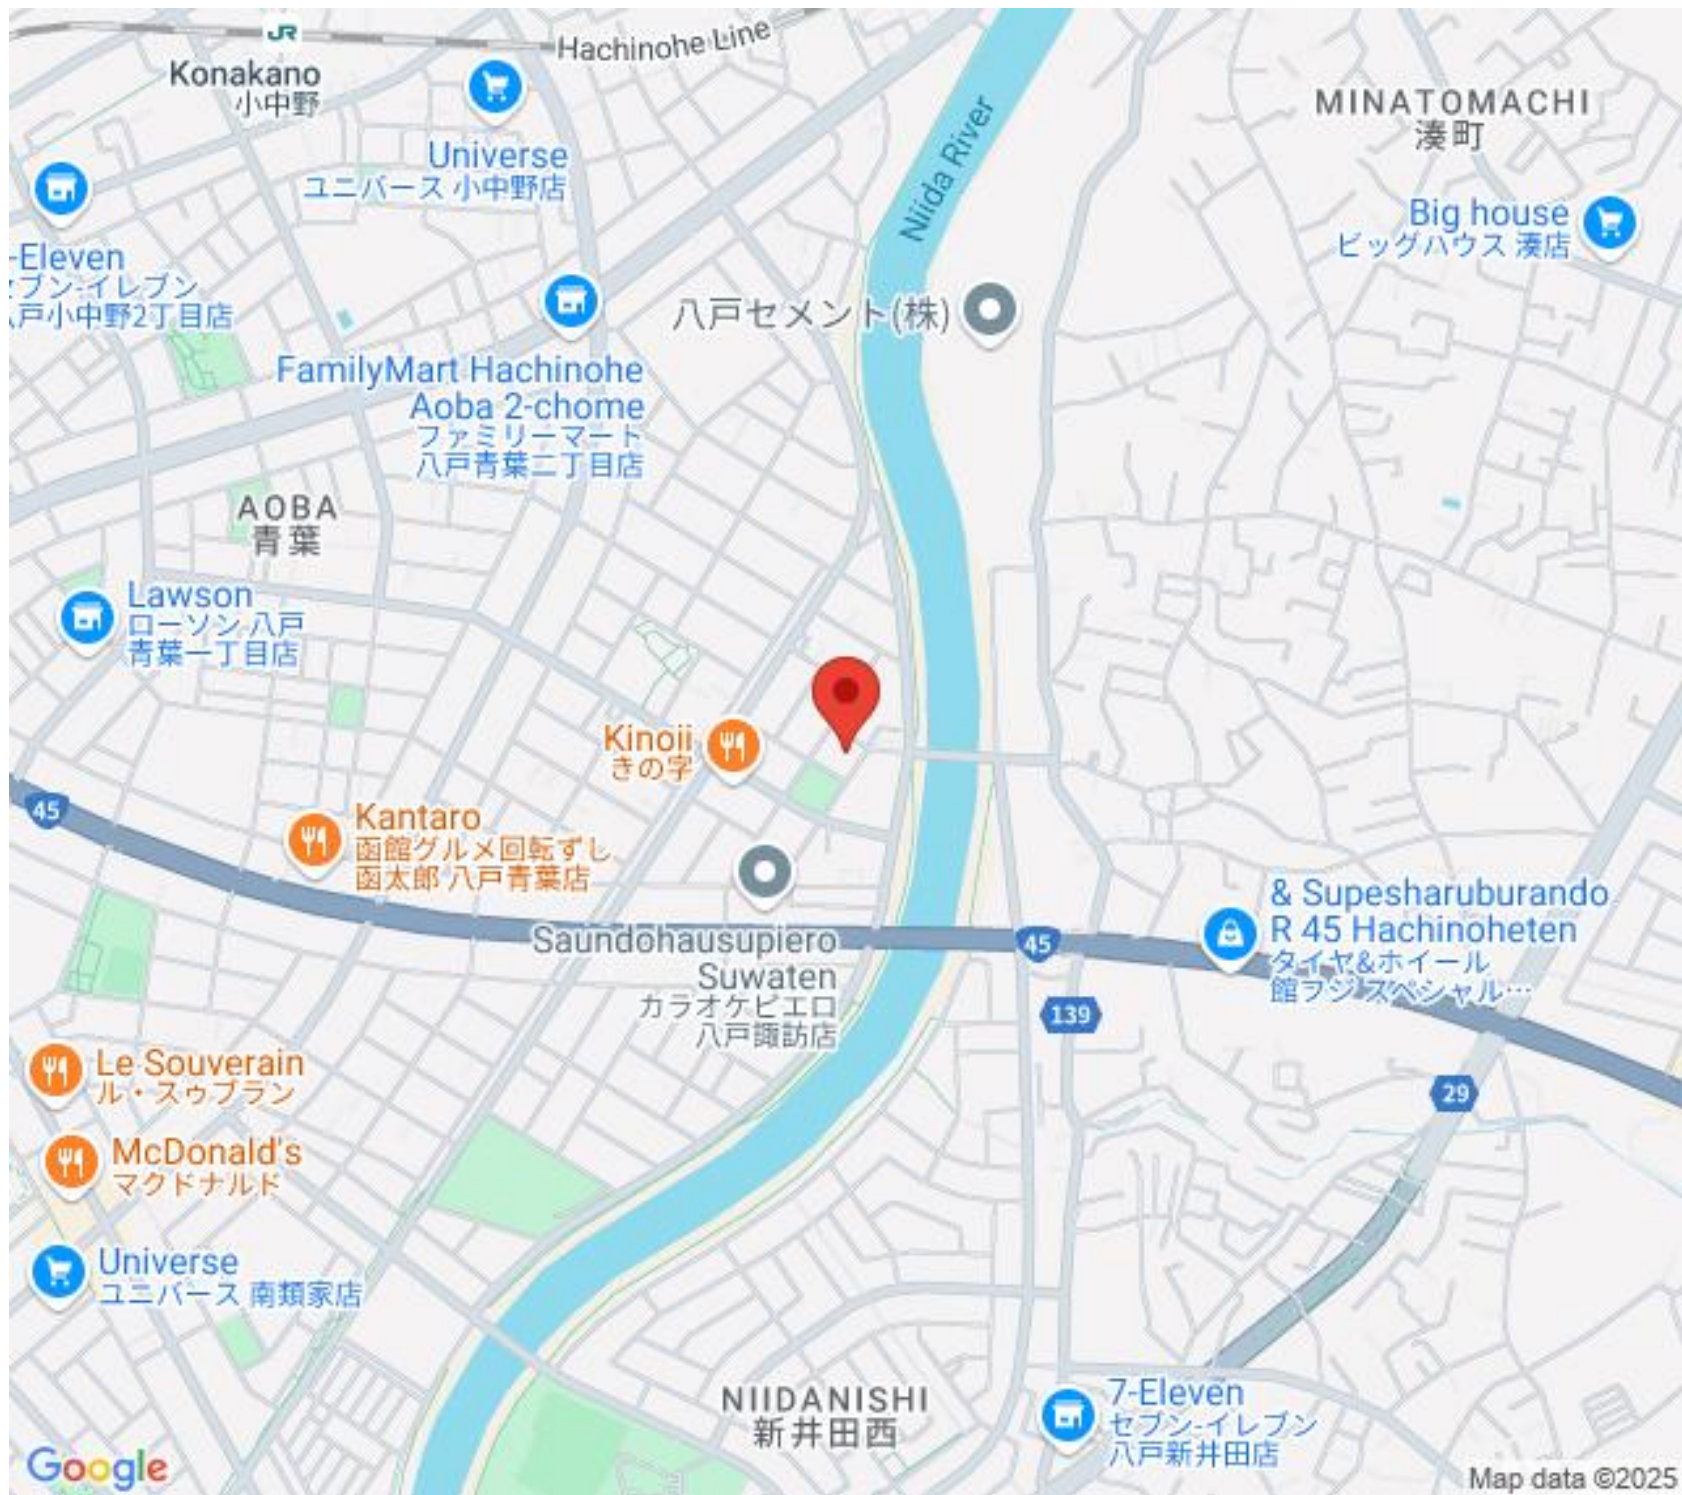 JR
Hachinohe Line
Konakano
小中野
Universe
ユニバース 小中野店
Niida River
MINATOMACHI
湊町
Big house
ビッグハウス 湊店
-Eleven
セブン-イレブン
八戸小中野2丁目店
八戸セメント(株)
FamilyMart Hachinohe
Aoba 2-chome
ファミリーマート
八戸青葉二丁目店
AOBA
青葉
Lawson
ローソン 八戸
青葉一丁目店
Kinoji
きの字
45
Kantaro
函館グルメ回転ずし
函太郎 八戸青葉店
& Supesharuburando
R 45 Hachinoheten
タイヤ&ホイール
館フジ スペシャル…
Saundohausupiero
Suwaten
カラオケピエロ
八戸諏訪店
45
139
29
Le Souverain
ル・スゥブラン
McDonald's
マクドナルド
Universe
ユニバース 南類家店
NIIDANISHI
新井田西
7-Eleven
セブン-イレブン
八戸新井田店
Google
Map data ©2025